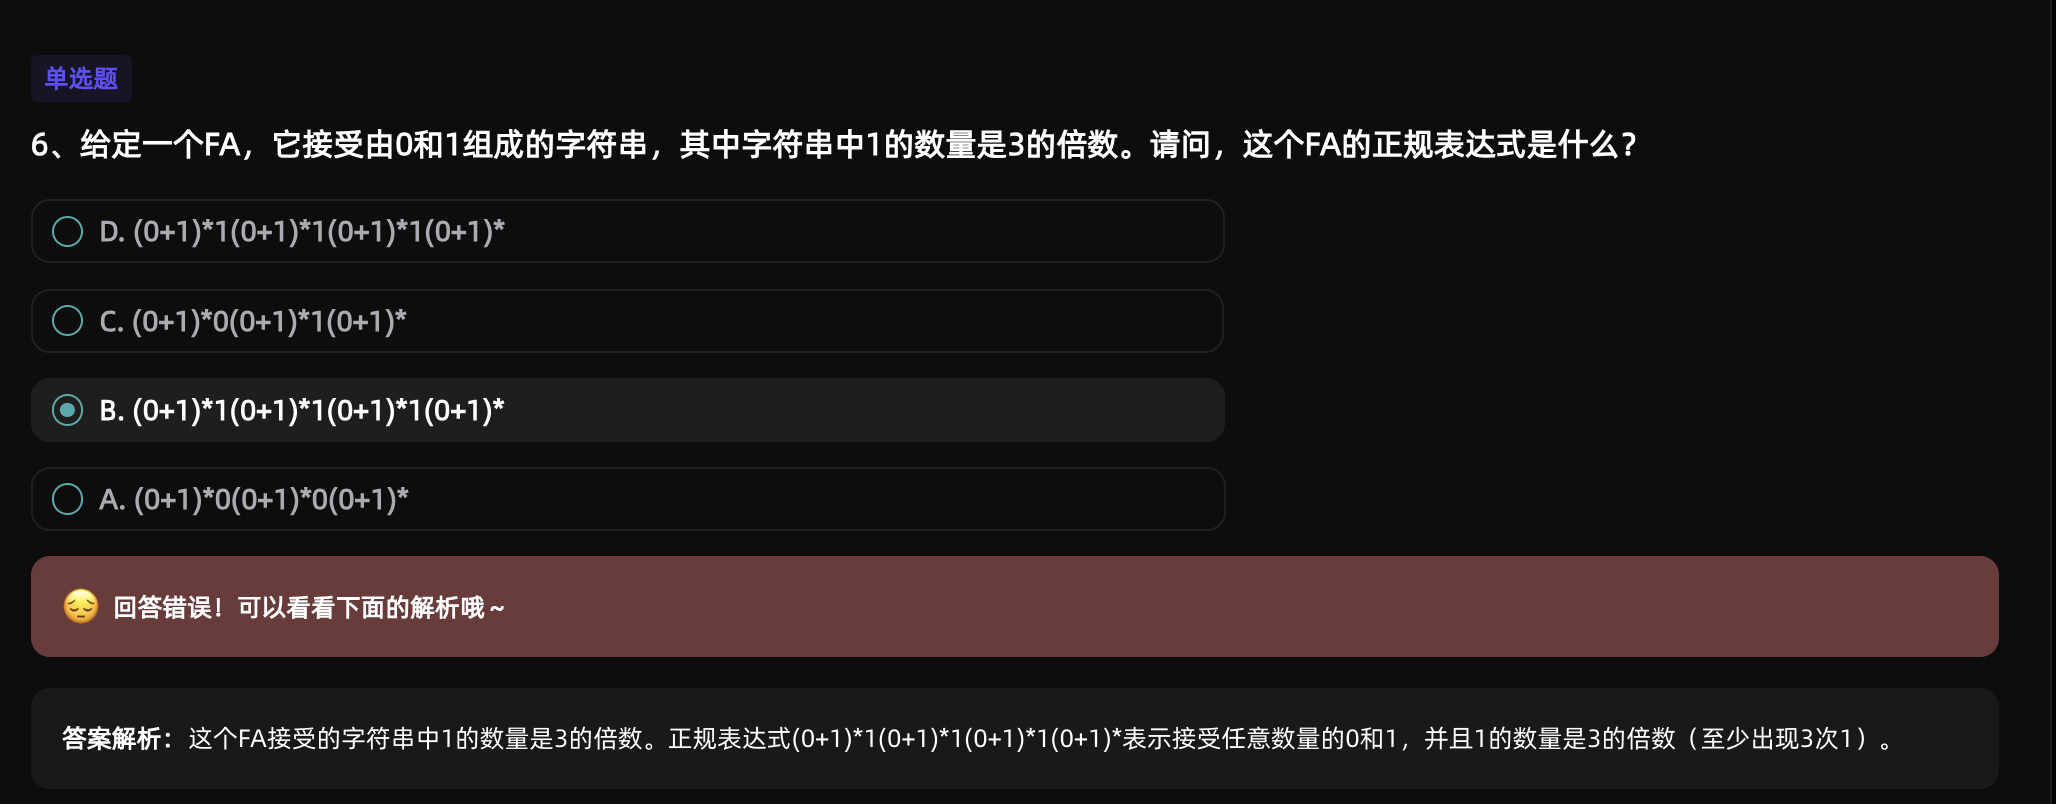 单选题
6、给定一个FA，它接受由0和1组成的字符串，其中字符串中1的数量是3的倍数。请问，这个FA的正规表达式是什么？
D. (0+1)*1(0+1)*1(0+1)*1(0+1)*
C. (0+1)*0(0+1)*1(0+1)*
B. (0+1)*1(0+1)*1(0+1)*1(0+1)*
A. (0+1)*0(0+1)*0(0+1)*
😔 回答错误！可以看看下面的解析哦～
答案解析：这个FA接受的字符串中1的数量是3的倍数。正规表达式(0+1)*1(0+1)*1(0+1)*1(0+1)*表示接受任意数量的0和1，并且1的数量是3的倍数（至少出现3次1）。